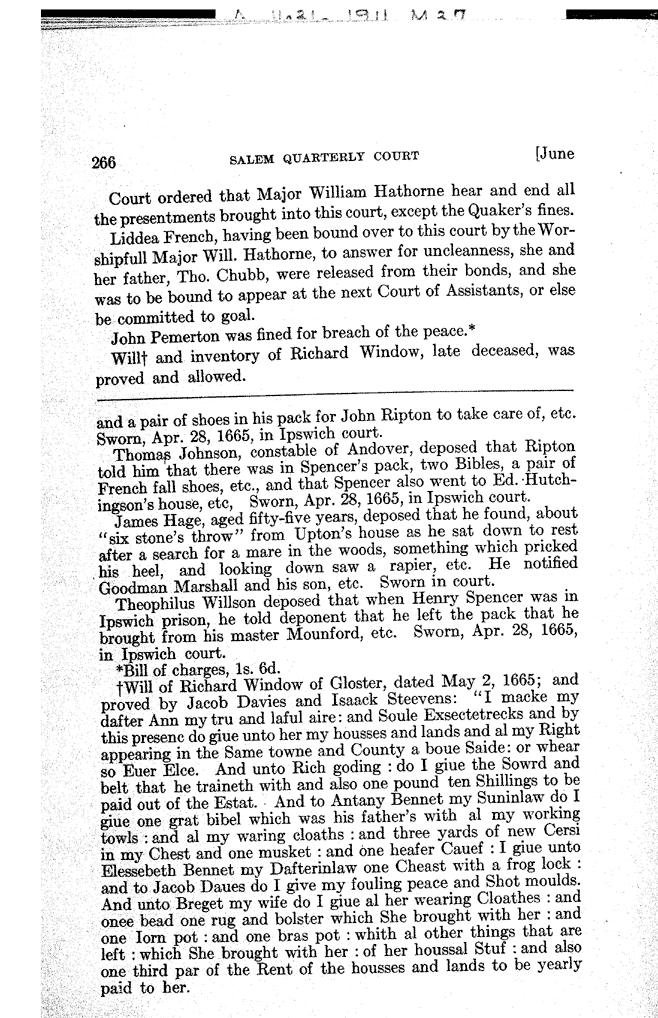 A 11.21. 1911 M27
266 SALEM QUARTERLY COURT [June
Court ordered that Major William Hathorne hear and end all
the presentments brought into this court, except the Quaker's fines.
Liddea French, having been bound over to this court by the Wor-
shipfull Major Will. Hathorne, to answer for uncleanness, she and
her father, Tho. Chubb, were released from their bonds, and she
was to be bound to appear at the next Court of Assistants, or else
be committed to goal.
John Pemerton was fined for breach of the peace.*
Will† and inventory of Richard Window, late deceased, was
proved and allowed.
and a pair of shoes in his pack for John Ripton to take care of, etc.
Sworn, Apr. 28, 1665, in Ipswich court.
Thomas Johnson, constable of Andover, deposed that Ripton
told him that there was in Spencer's pack, two Bibles, a pair of
French fall shoes, etc., and that Spencer also went to Ed. Hutch-
ingson's house, etc, Sworn, Apr. 28, 1665, in Ipswich court.
James Hage, aged fifty-five years, deposed that he found, about
"six stone's throw" from Upton's house as he sat down to rest
after a search for a mare in the woods, something which pricked
his heel, and looking down saw a rapier, etc. He notified
Goodman Marshall and his son, etc. Sworn in court.
Theophilus Willson deposed that when Henry Spencer was in
Ipswich prison, he told deponent that he left the pack that he
brought from his master Mounford, etc. Sworn, Apr. 28, 1665,
in Ipswich court.
*Bill of charges, 1s. 6d.
†Will of Richard Window of Gloster, dated May 2, 1665; and
proved by Jacob Davies and Isaack Steevens: "I macke my
dafter Ann my tru and laful aire: and Soule Exsectetrecks and by
this presenc do giue unto her my housses and lands and al my Right
appearing in the Same towne and County a boue Saide: or whear
so Euer Elce. And unto Rich goding : do I giue the Sowrd and
belt that he traineth with and also one pound ten Shillings to be
paid out of the Estat. And to Antany Bennet my Suninlaw do I
giue one grat bibel which was his father's with al my working
towls : and al my waring cloaths : and three yards of new Cersi
in my Chest and one musket : and one heafer Cauef : I giue unto
Elessebeth Bennet my Dafterinlaw one Cheast with a frog lock :
and to Jacob Daues do I give my fouling peace and Shot moulds.
And unto Breget my wife do I giue al her wearing Cloathes : and
onee bead one rug and bolster which She brought with her : and
one Iorn pot : and one bras pot : whith al other things that are
left : which She brought with her : of her houssal Stuf : and also
one third par of the Rent of the housses and lands to be yearly
paid to her.